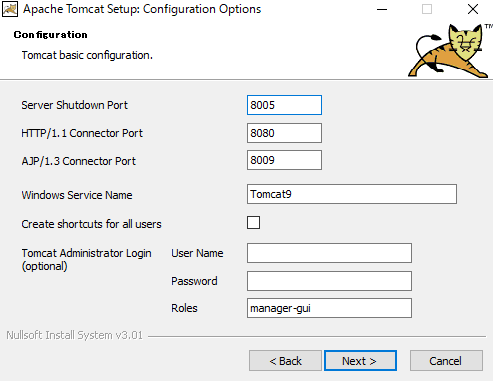 Apache Tomcat Setup: Configuration Options
Configuration
Tomcat basic configuration.
TM
Server Shutdown Port 8005
HTTP/1.1 Connector Port 8080
AJP/1.3 Connector Port 8009
Windows Service Name Tomcat9
Create shortcuts for all users
Tomcat Administrator Login
(optional)
User Name
Password
Roles manager-gui
Nullsoft Install System v3.01
< Back Next > Cancel